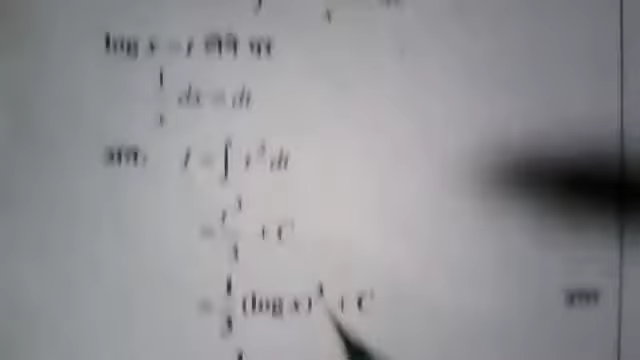 log x = t लेने पर
1/x dx = dt
अतः I = ∫ t² dt
= t³/3 + C
= 1/3 (log x)³ + C